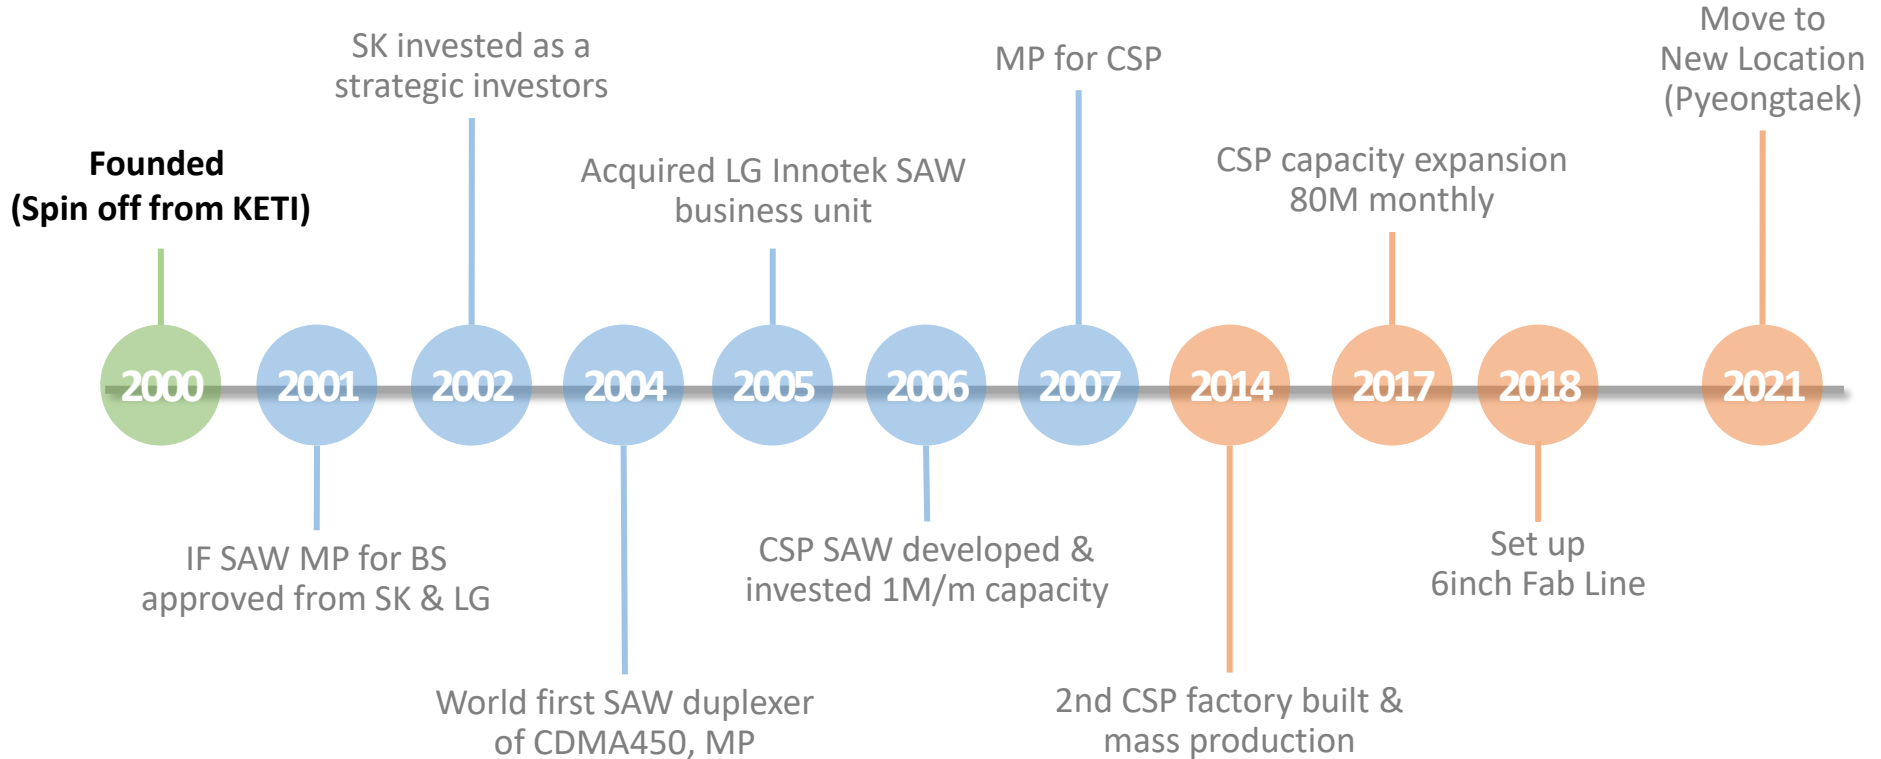 Founded
(Spin off from KETI)
SK invested as a
strategic investors
Acquired LG Innotek SAW
business unit
MP for CSP
CSP capacity expansion
80M monthly
Move to
New Location
(Pyeongtaek)
2000
2001
2002
2004
2005
2006
2007
2014
2017
2018
2021
IF SAW MP for BS
approved from SK & LG
World first SAW duplexer
of CDMA450, MP
CSP SAW developed &
invested 1M/m capacity
2nd CSP factory built &
mass production
Set up
6inch Fab Line